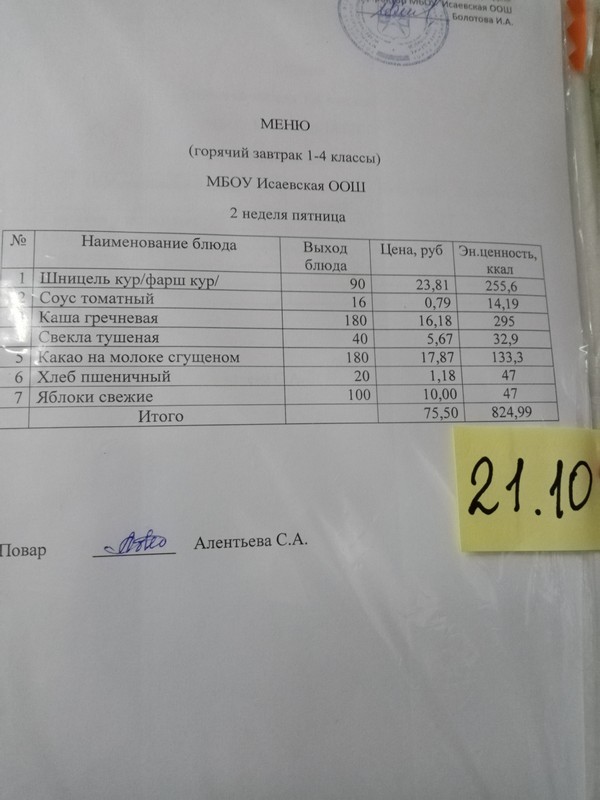 МБОУ Исаевская ООШ
Болотова И.А.
МЕНЮ
(горячий завтрак 1-4 классы)
МБОУ Исаевская ООШ
2 неделя пятница
№ Наименование блюда Выход блюда Цена, руб Эн.ценность, ккал
1 Шницель кур/фарш кур/ 90 23,81 255,6
2 Соус томатный 16 0,79 14,19
Каша гречневая 180 16,18 295
Свекла тушеная 40 5,67 32,9
5 Какао на молоке сгущеном 180 17,87 133,3
6 Хлеб пшеничный 20 1,18 47
7 Яблоки свежие 100 10,00 47
Итого 75,50 824,99
21.10
Повар Алентьева С.А.